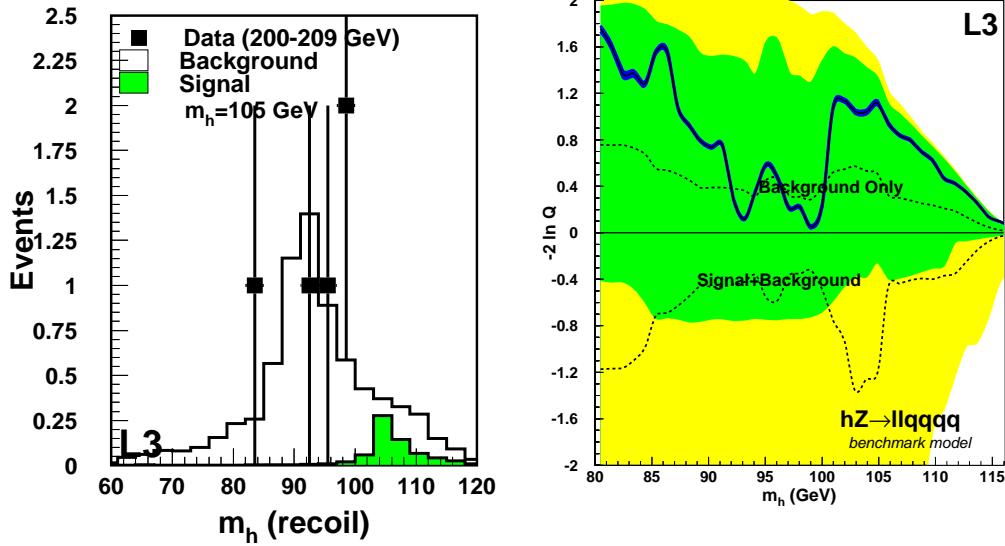 2.5
2.25
2
1.75
1.5
1.25
1
0.75
0.5
0.25
0
Events
Data (200-209 GeV)
Background
Signal
m_h=105 GeV
L3
60 70 80 90 100 110 120
m_h (recoil)
2
1.6
1.2
0.8
0.4
0
-0.4
-0.8
-1.2
-1.6
-2
-2 ln Q
L3
Background Only
Signal+Background
hZ→llqqqq
benchmark model
80 85 90 95 100 105 110 115
m_h (GeV)